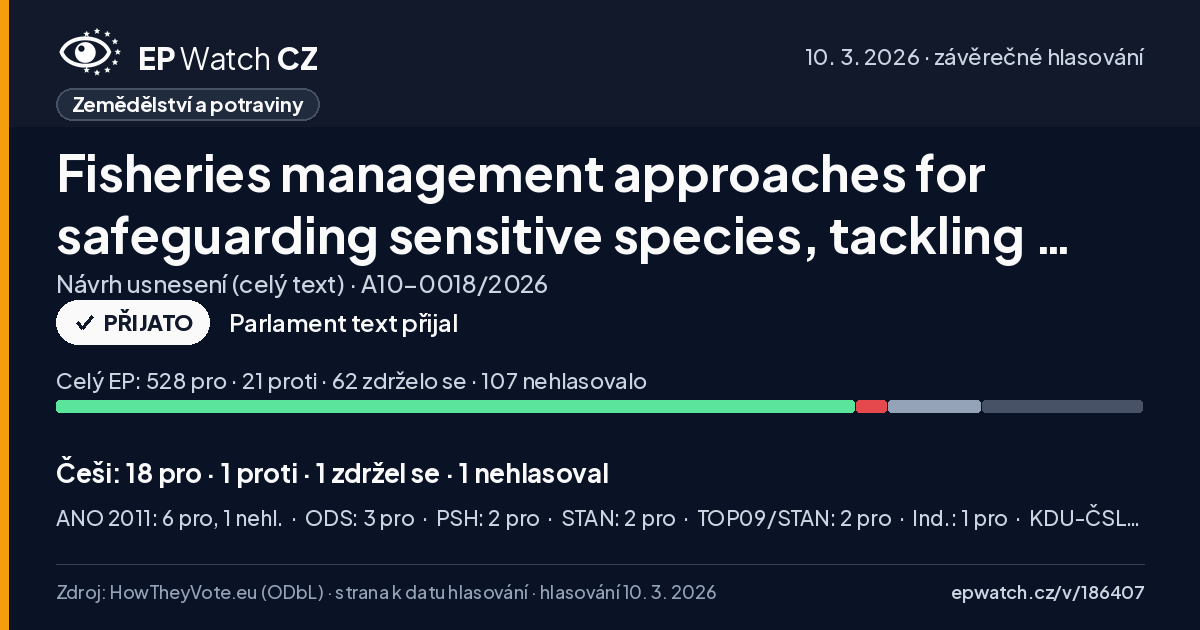 EP Watch CZ
10. 3. 2026 · závěrečné hlasování
Zemědělství a potraviny
Fisheries management approaches for
safeguarding sensitive species, tackling …
Návrh usnesení (celý text) · A10-0018/2026
✓ PŘIJATO Parlament text přijal
Celý EP: 528 pro · 21 proti · 62 zdrželo se · 107 nehlasovalo
Češi: 18 pro · 1 proti · 1 zdržel se · 1 nehlasoval
ANO 2011: 6 pro, 1 nehl. · ODS: 3 pro · PSH: 2 pro · STAN: 2 pro · TOP09/STAN: 2 pro · Ind.: 1 pro · KDU-ČSL…
Zdroj: HowTheyVote.eu (ODbL) · strana k datu hlasování · hlasování 10. 3. 2026
epwatch.cz/v/186407